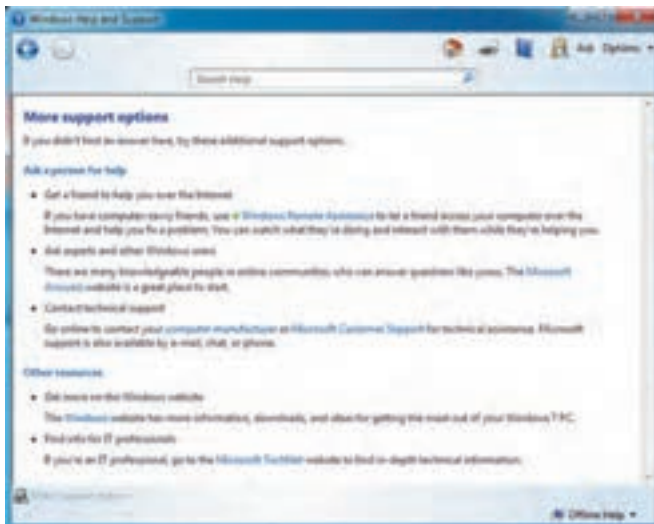 Windows Help and Support
Ask Options
Search Help
More support options
If you didn't find an answer here, try these additional support options.
Ask a person for help
• Get a friend to help you over the Internet
If you have computer-savvy friends, use Windows Remote Assistance to let a friend access your computer over the
Internet and help you fix a problem. You can watch what they're doing and interact with them while they're helping you.
• Ask experts and other Windows users
There are many knowledgeable people in online communities who can answer questions like yours. The Microsoft
Answers website is a great place to start.
• Contact technical support
Go online to contact your computer manufacturer or Microsoft Customer Support for technical assistance. Microsoft
support is also available by e-mail, chat, or phone.
Other resources
• Get more on the Windows website
The Windows website has more information, downloads, and ideas for getting the most out of your Windows 7 PC.
• Find info for IT professionals
If you're an IT professional, go to the Microsoft TechNet website to find in-depth technical information.
Offline Help